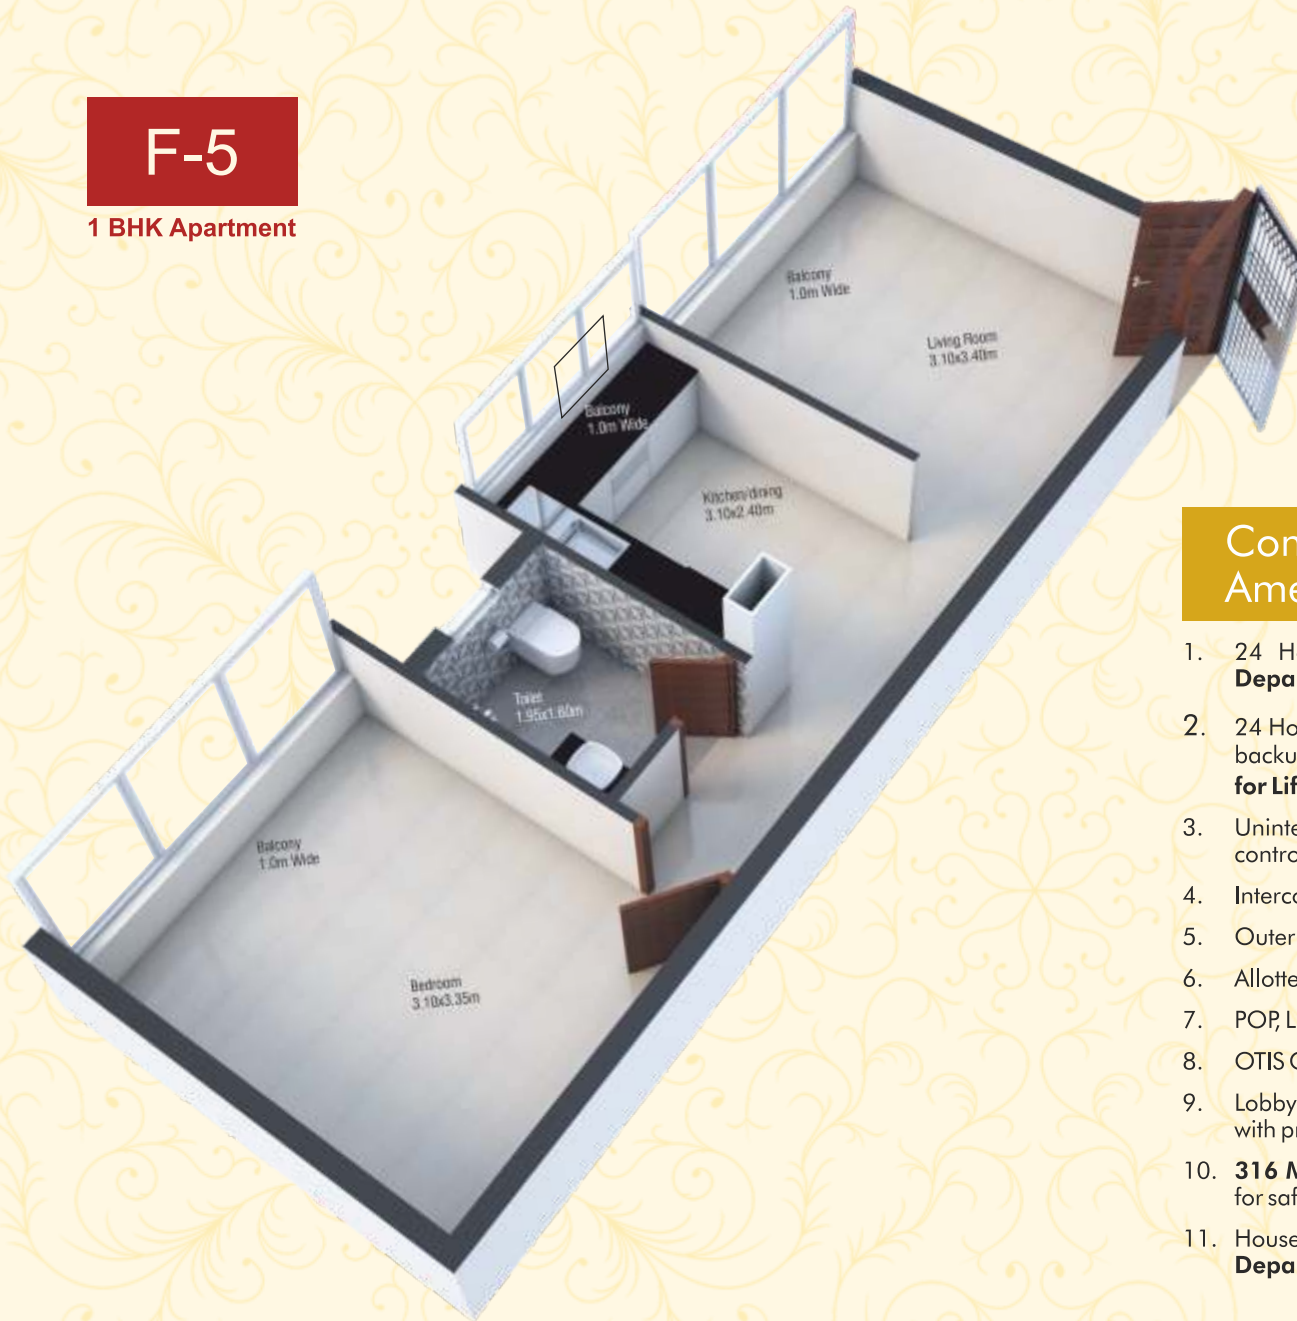 F-5
1 BHK Apartment
Balcony
1.0m Wide
Living Room
3.10x3.40m
Balcony
1.0m Wide
Kitchen/dining
3.10x2.40m
Toilet
1.95x1.60m
Balcony
1.0m Wide
Bedroom
3.10x3.35m
Com
Ame
1. 24 H
Depa
2. 24 Ho
backu
for Lif
3. Uninte
contro
4. Interco
5. Outer
6. Allotte
7. POP, L
8. OTIS
9. Lobby
with pr
10. 316 M
for saf
11. House
Depa